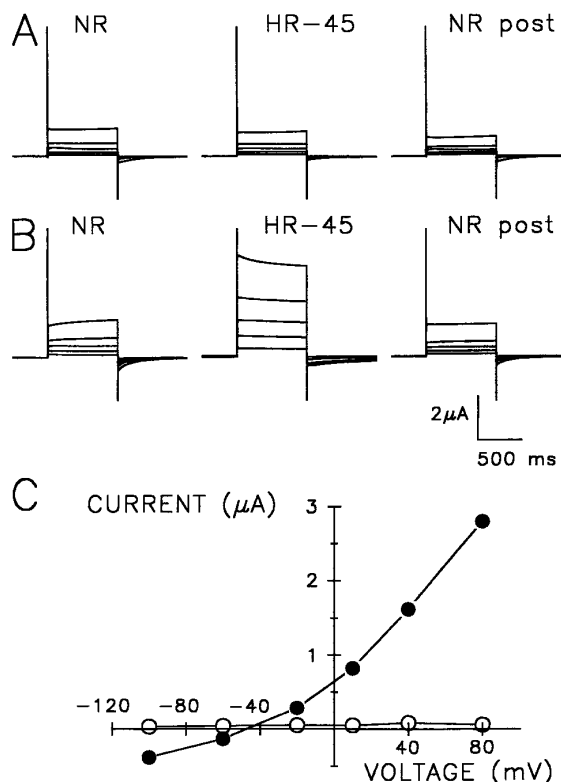 A NR HR-45 NR post
B NR HR-45 NR post
2µA
500 ms
C CURRENT (µA)
3
2
1
-120 -80 -40 40 80
VOLTAGE (mV)